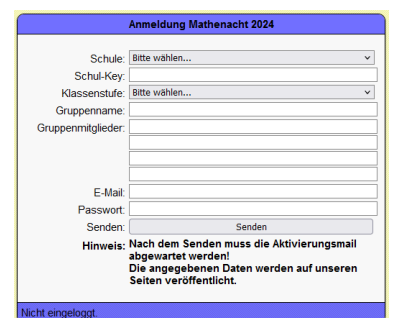 Anmeldung Mathenacht 2024
Schule: Bitte wählen...
Schul-Key:
Klassenstufe: Bitte wählen...
Gruppenname:
Gruppenmitglieder:
E-Mail:
Passwort:
Senden: Senden
Hinweis: Nach dem Senden muss die Aktivierungsmail
abgewartet werden!
Die angegebenen Daten werden auf unseren
Seiten veröffentlicht.
Nicht eingeloggt.